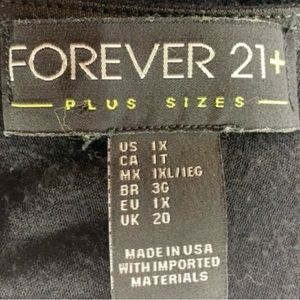 FOREVER 21+
PLUS SIZES
US 1X
CA 1T
MX 1XL/1EG
BR 3G
EU 1X
UK 20
MADE IN USA
WITH IMPORTED
MATERIALS